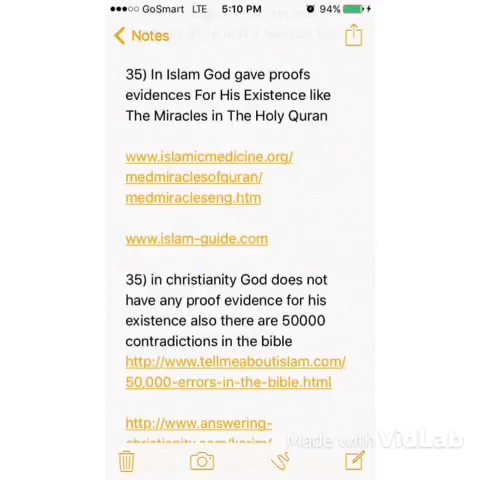 GoSmart LTE 5:10 PM 94%
Notes
35) In Islam God gave proofs
evidences For His Existence like
The Miracles in The Holy Quran
www.islamicmedicine.org/
medmiraclesofquran/
medmiracleseng.htm
www.islam-guide.com
35) in christianity God does not
have any proof evidence for his
existence also there are 50000
contradictions in the bible
http://www.tellmeaboutislam.com/
50,000-errors-in-the-bible.html
http://www.answering-
christianity.com/karim/
Made with VidLab